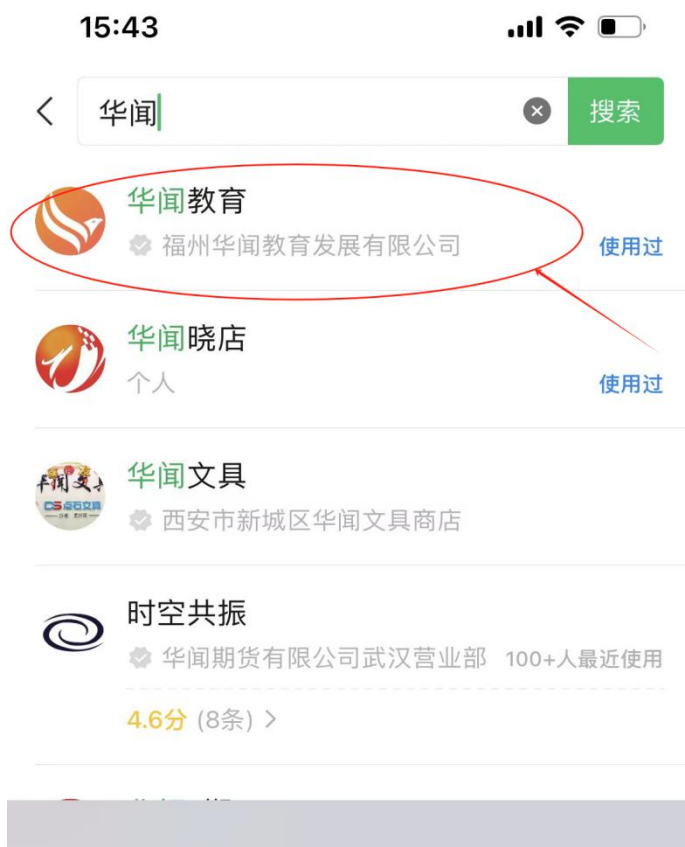 15:43
华闻
搜索
华闻教育
福州华闻教育发展有限公司
使用过
华闻晓店
个人
使用过
华闻文具
西安市新城区华闻文具商店
时空共振
华闻期货有限公司武汉营业部 100+人最近使用
4.6分 (8条) >